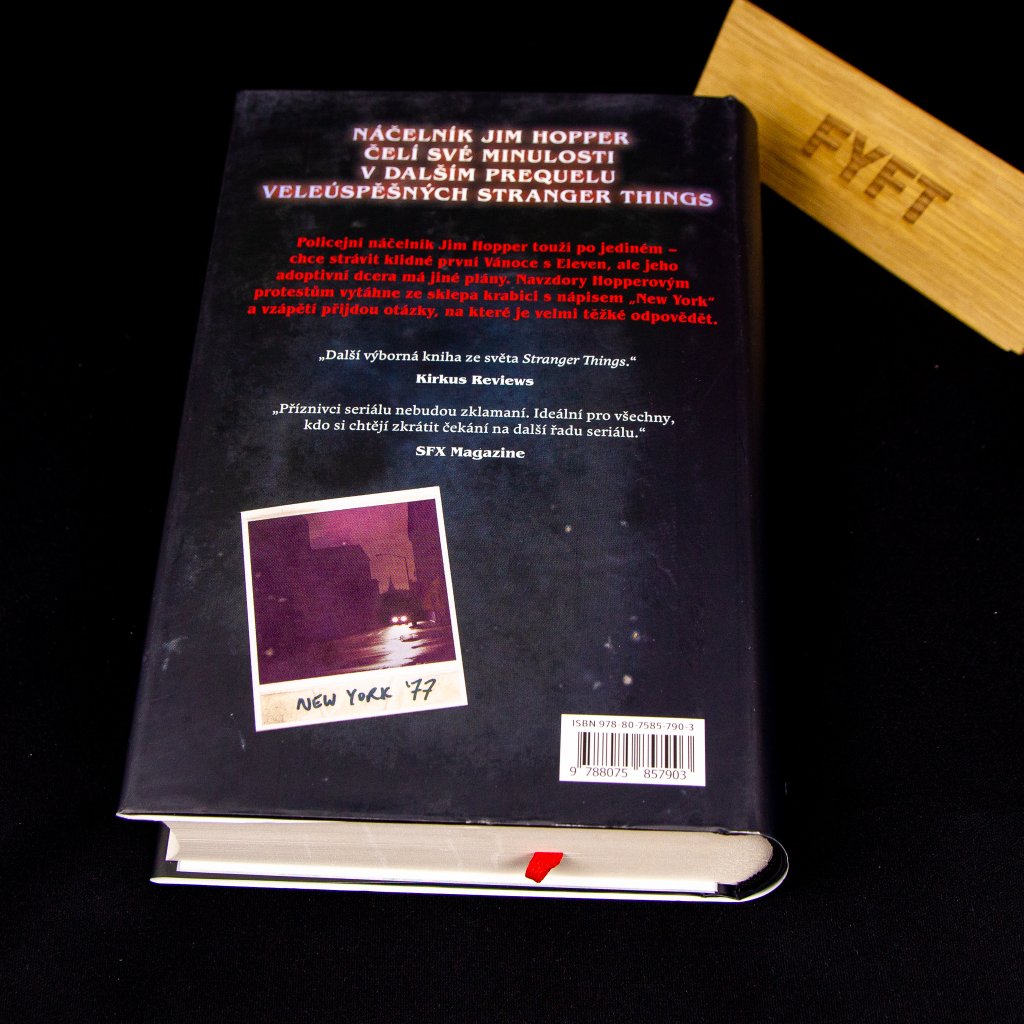 NÁČELNÍK JIM HOPPER
ČELÍ SVÉ MINULOSTI
V DALŠÍM PREQUELU
VELEÚSPĚŠNÝCH STRANGER THINGS
Policejní náčelník Jim Hopper touží po jediném –
chce strávit klidné první Vánoce s Eleven, ale jeho
adoptivní dcera má jiné plány. Navzdory Hopperovým
protestům vytáhne ze sklepa krabici s nápisem „New York“
a vzápětí přijdou otázky, na které je velmi těžké odpovědět.
„Další výborná kniha ze světa Stranger Things.“
Kirkus Reviews
„Příznivci seriálu nebudou zklamaní. Ideální pro všechny,
kdo si chtějí zkrátit čekání na další řadu seriálu.“
SFX Magazine
NEW YORK '77
ISBN 978-80-7585-790-3
9 788075 857903
FYFT